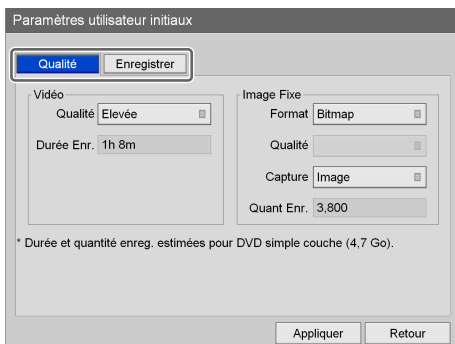 Paramètres utilisateur initiaux
Qualité Enregistrer
Vidéo
Qualité Elevée
Durée Enr. 1h 8m
Image Fixe
Format Bitmap
Qualité
Capture Image
Quant Enr. 3,800
* Durée et quantité enreg. estimées pour DVD simple couche (4,7 Go).
Appliquer Retour